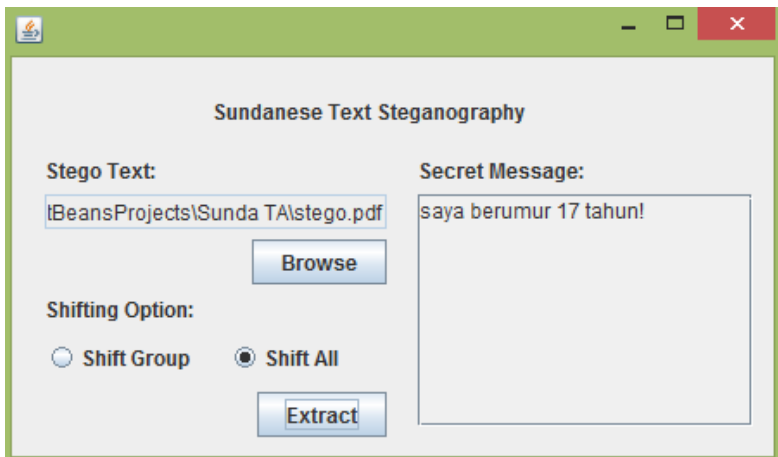 Sundanese Text Steganography
Stego Text:
tBeansProjects\Sunda TA\stego.pdf
Browse
Shifting Option:
Shift Group
Shift All
Extract
Secret Message:
saya berumur 17 tahun!